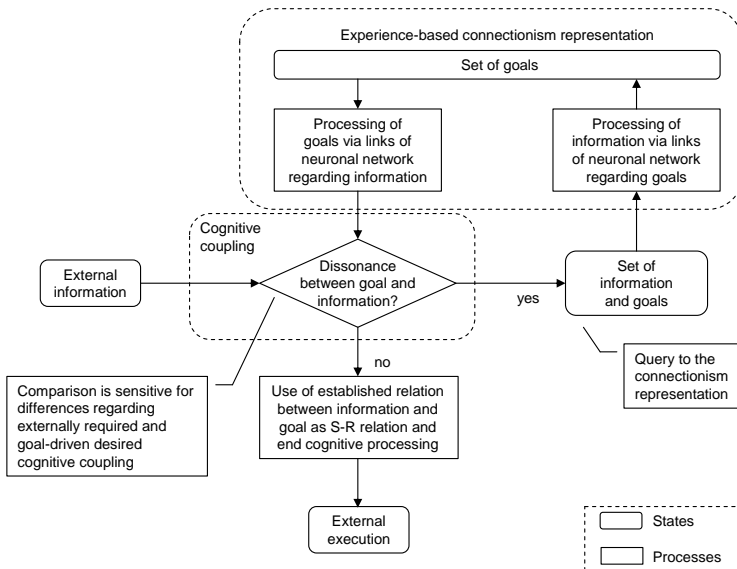 Experience-based connectionism representation
Set of goals
Processing of
goals via links of
neuronal network
regarding information
Processing of
information via links
of neuronal network
regarding goals
Cognitive
coupling
External
information
Dissonance
between goal and
information?
yes
Set of
information
and goals
no
Query to the
connectionism
representation
Comparison is sensitive for
differences regarding
externally required and
goal-driven desired
cognitive coupling
Use of established relation
between information and
goal as S-R relation and
end cognitive processing
External
execution
States
Processes